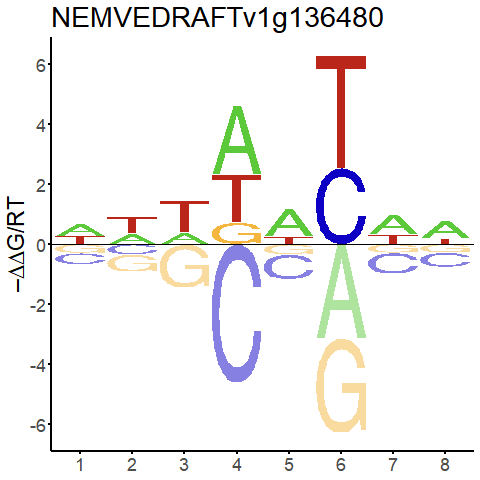 NEMVEDRAFTv1g136480
−ΔΔG/RT
6
4
2
0
-2
-4
-6
A T G C
T A C G
T A G
A T G C
A T G C
T C A G
A T G C
A T G C
1 2 3 4 5 6 7 8